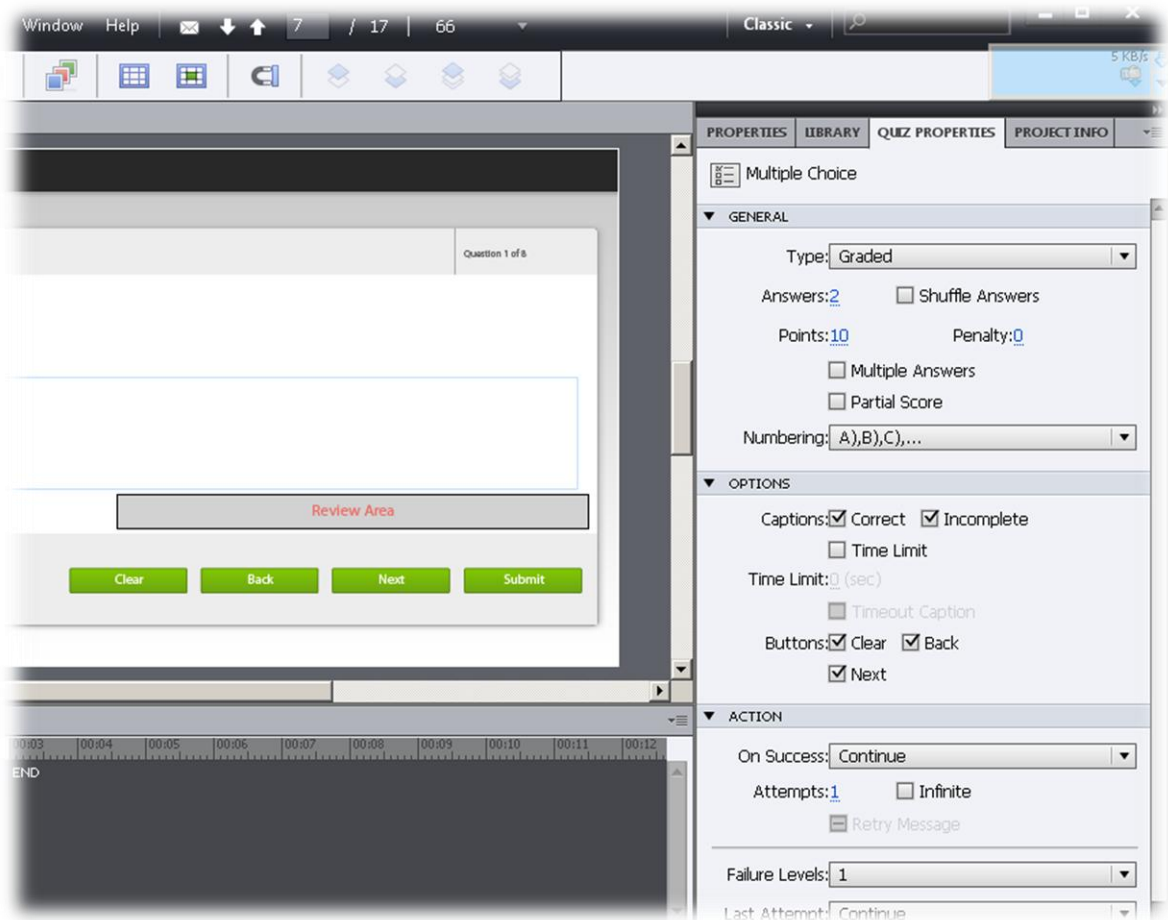 Window Help 7 / 17 | 66 Classic
5 KB/s
PROPERTIES LIBRARY QUIZ PROPERTIES PROJECT INFO
Multiple Choice
GENERAL
Type: Graded
Answers:2 Shuffle Answers
Points:10 Penalty:0
Multiple Answers
Partial Score
Numbering: A),B),C),...
OPTIONS
Captions: Correct Incomplete
Time Limit
Time Limit:0 (sec)
Timeout Caption
Buttons: Clear Back
Next
ACTION
On Success: Continue
Attempts:1 Infinite
Retry Message
Failure Levels: 1
Last Attempt: Continue
Question 1 of 8
Review Area
Clear Back Next Submit
00:03 00:04 00:05 00:06 00:07 00:08 00:09 00:10 00:11 00:12
END